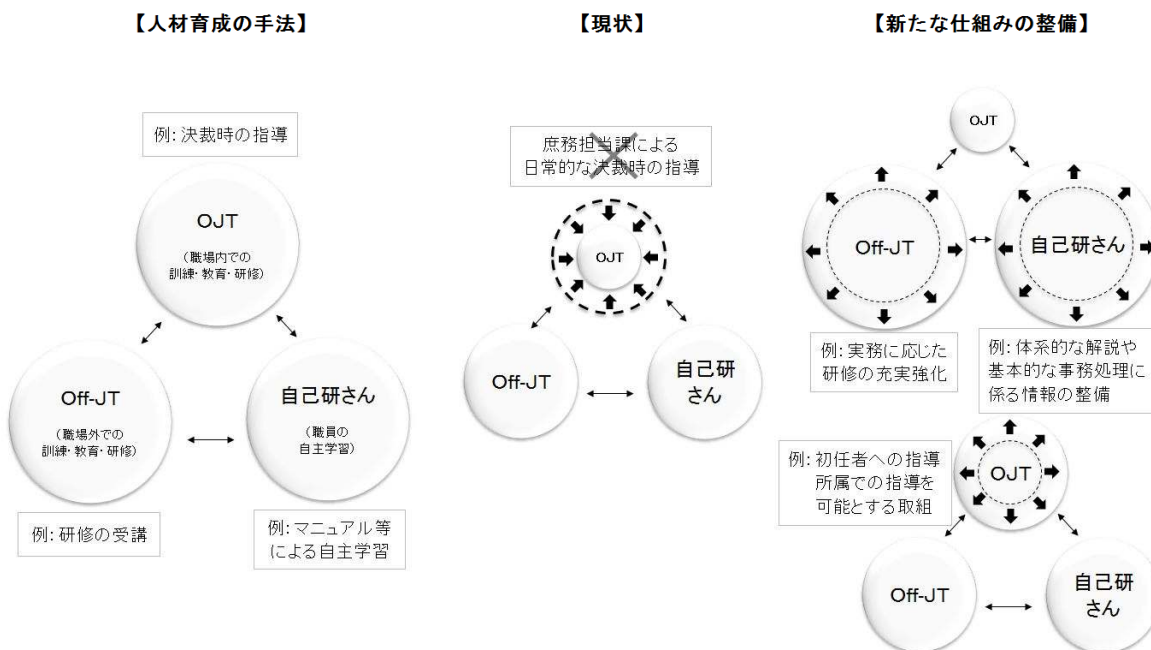 【人材育成の手法】
例：決裁時の指導
OJT
（職場内での
訓練・教育・研修）
Off-JT
（職場外での
訓練・教育・研修）
自己研さん
（職員の
自主学習）
例：研修の受講
例：マニュアル等
による自主学習
【現状】
庶務担当課による
日常的な決裁時の指導
OJT
Off-JT
自己研
さん
【新たな仕組みの整備】
OJT
Off-JT
自己研さん
例：実務に応じた
研修の充実強化
例：体系的な解説や
基本的な事務処理に
係る情報の整備
例：初任者への指導
所属での指導を
可能とする取組
OJT
Off-JT
自己研
さん